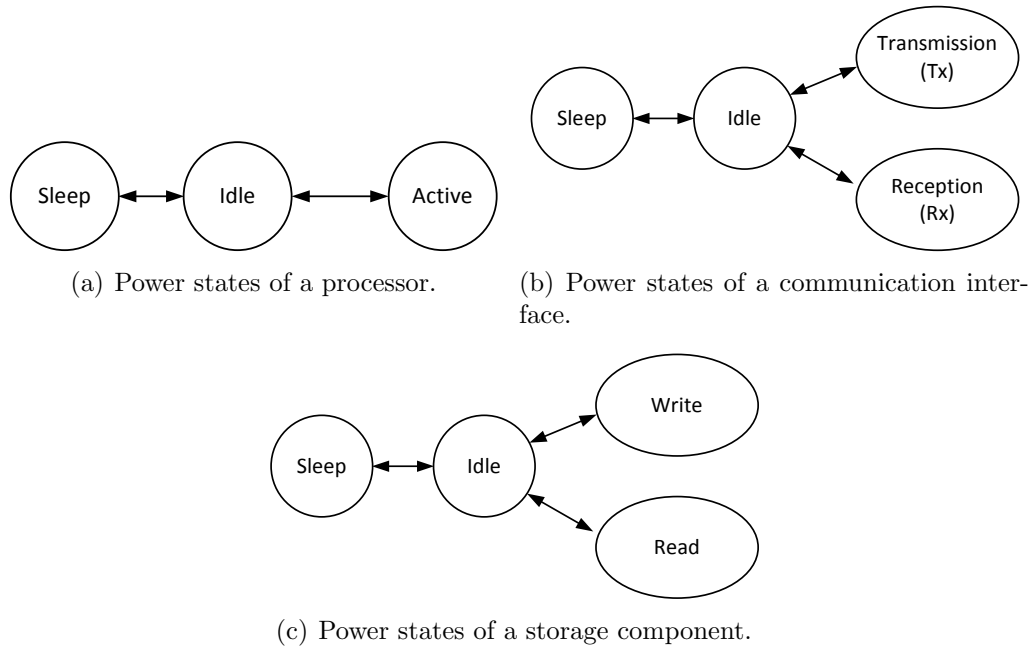 Sleep
Idle
Active
(a) Power states of a processor.
Sleep
Idle
Transmission
(Tx)
Reception
(Rx)
(b) Power states of a communication inter-
face.
Sleep
Idle
Write
Read
(c) Power states of a storage component.